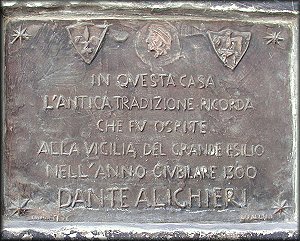 IN QVESTA CASA
L'ANTICA TRADIZIONE RICORDA
CHE FV OSPITE
ALLA VIGILIA DEL GRANDE ESILIO
NELL'ANNO GIVBILARE 1300
DANTE ALIGHIERI